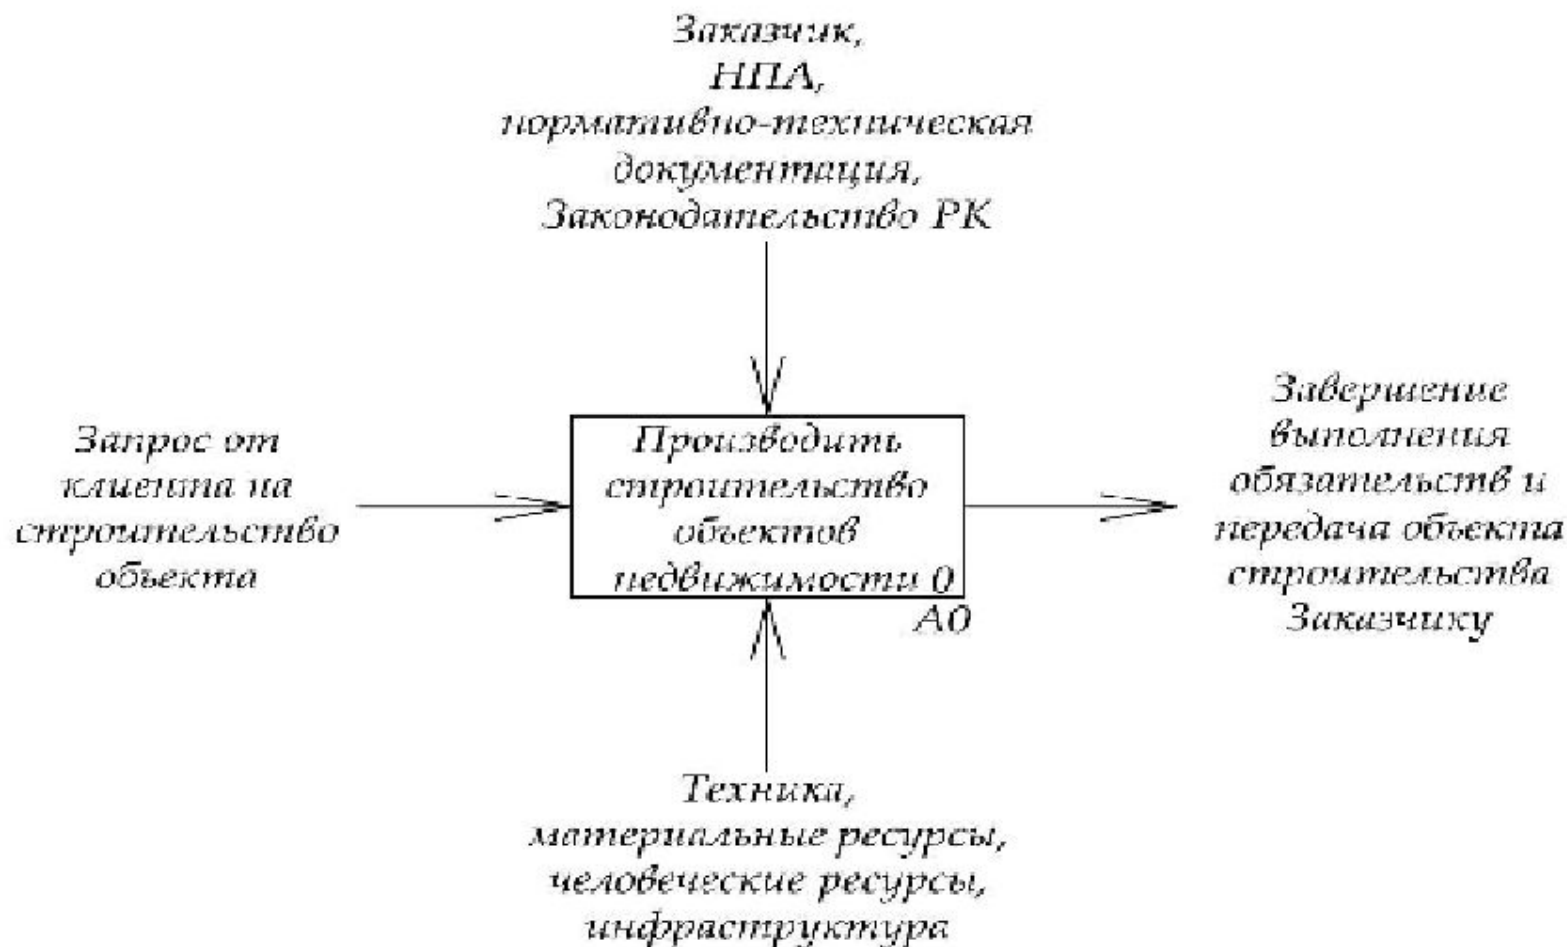 Заказчик,
НПА,
нормативно-техническая
документация,
Законодательство РК
Запрос от
клиента на
строительство
объекта
Производить
строительство
объектов
недвижимости 0
А0
Завершение
выполнения
обязательств и
передача объекта
строительства
Заказчику
Техника,
материальные ресурсы,
человеческие ресурсы,
инфраструктура